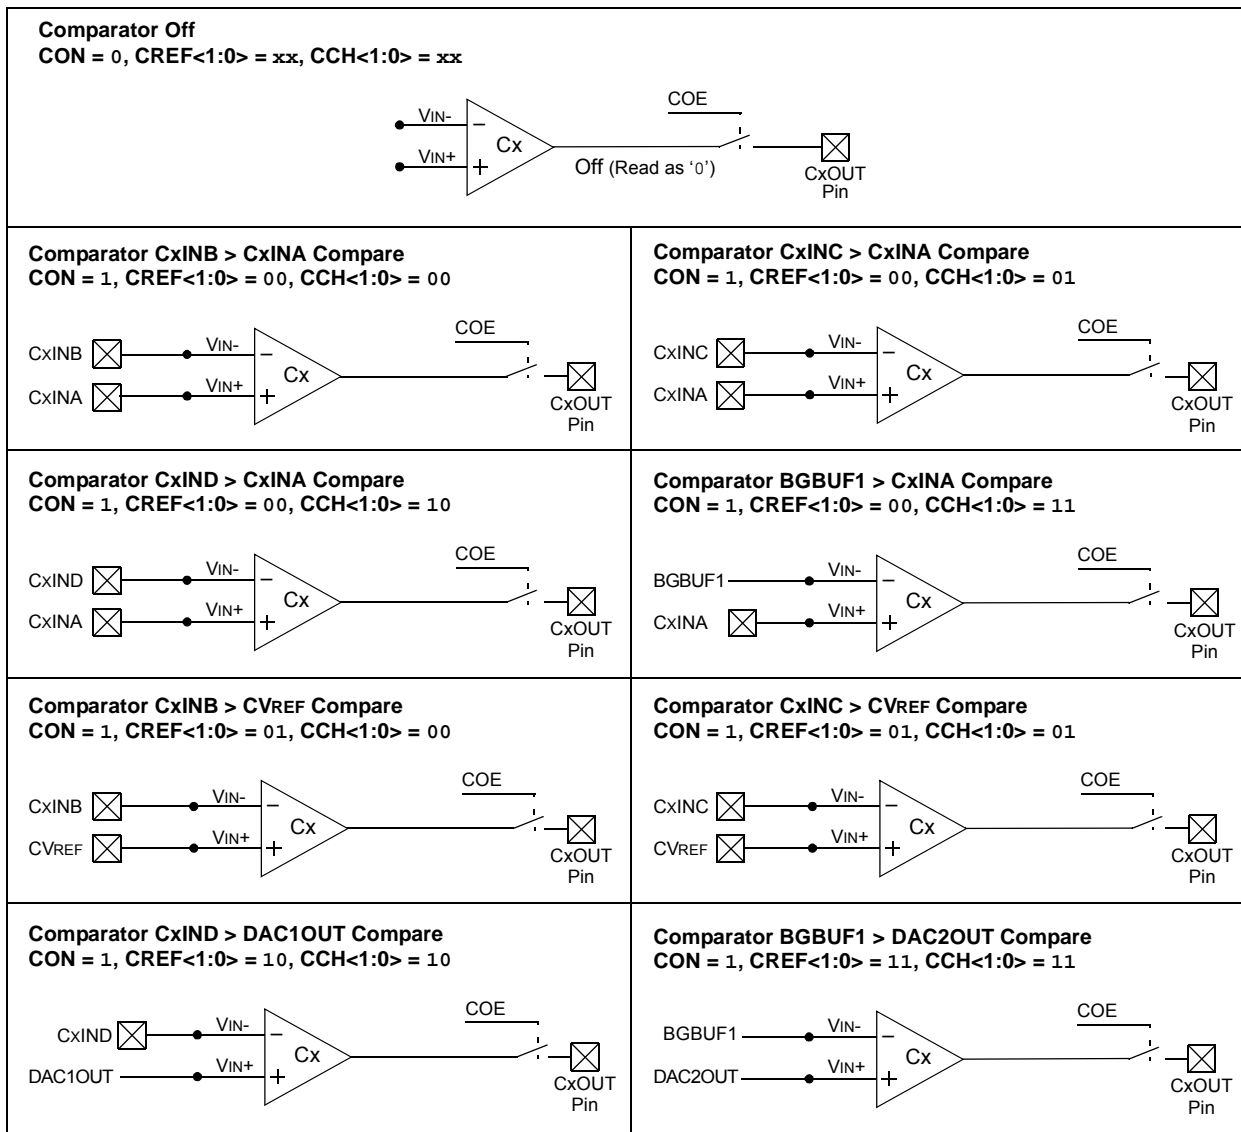 Comparator Off
CON = 0, CREF<1:0> = xx, CCH<1:0> = xx
COE
VIN-
–
Cx
VIN+
+
Off (Read as ‘0’)
CxOUT
Pin
Comparator CxINB > CxINA Compare
CON = 1, CREF<1:0> = 00, CCH<1:0> = 00
COE
CxINB
VIN-
–
Cx
CxINA
VIN+
+
CxOUT
Pin
Comparator CxINC > CxINA Compare
CON = 1, CREF<1:0> = 00, CCH<1:0> = 01
COE
CxINC
VIN-
–
Cx
CxINA
VIN+
+
CxOUT
Pin
Comparator CxIND > CxINA Compare
CON = 1, CREF<1:0> = 00, CCH<1:0> = 10
COE
CxIND
VIN-
–
Cx
CxINA
VIN+
+
CxOUT
Pin
Comparator BGBUF1 > CxINA Compare
CON = 1, CREF<1:0> = 00, CCH<1:0> = 11
COE
BGBUF1
VIN-
–
Cx
CxINA
VIN+
+
CxOUT
Pin
Comparator CxINB > CVREF Compare
CON = 1, CREF<1:0> = 01, CCH<1:0> = 00
COE
CxINB
VIN-
–
Cx
CVREF
VIN+
+
CxOUT
Pin
Comparator CxINC > CVREF Compare
CON = 1, CREF<1:0> = 01, CCH<1:0> = 01
COE
CxINC
VIN-
–
Cx
CVREF
VIN+
+
CxOUT
Pin
Comparator CxIND > DAC1OUT Compare
CON = 1, CREF<1:0> = 10, CCH<1:0> = 10
COE
CxIND
VIN-
–
Cx
DAC1OUT
VIN+
+
CxOUT
Pin
Comparator BGBUF1 > DAC2OUT Compare
CON = 1, CREF<1:0> = 11, CCH<1:0> = 11
COE
BGBUF1
VIN-
–
Cx
DAC2OUT
VIN+
+
CxOUT
Pin